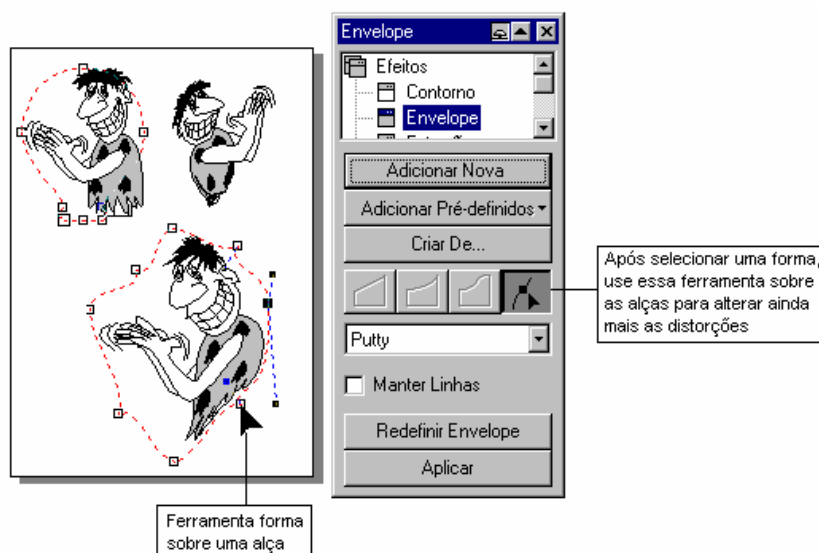 Envelope
Efeitos
Contorno
Envelope
Adicionar Nova
Adicionar Pré-definidos
Criar De...
Putty
Manter Linhas
Redefinir Envelope
Aplicar
Após selecionar uma forma,
use essa ferramenta sobre
as alças para alterar ainda
mais as distorções
Ferramenta forma
sobre uma alça